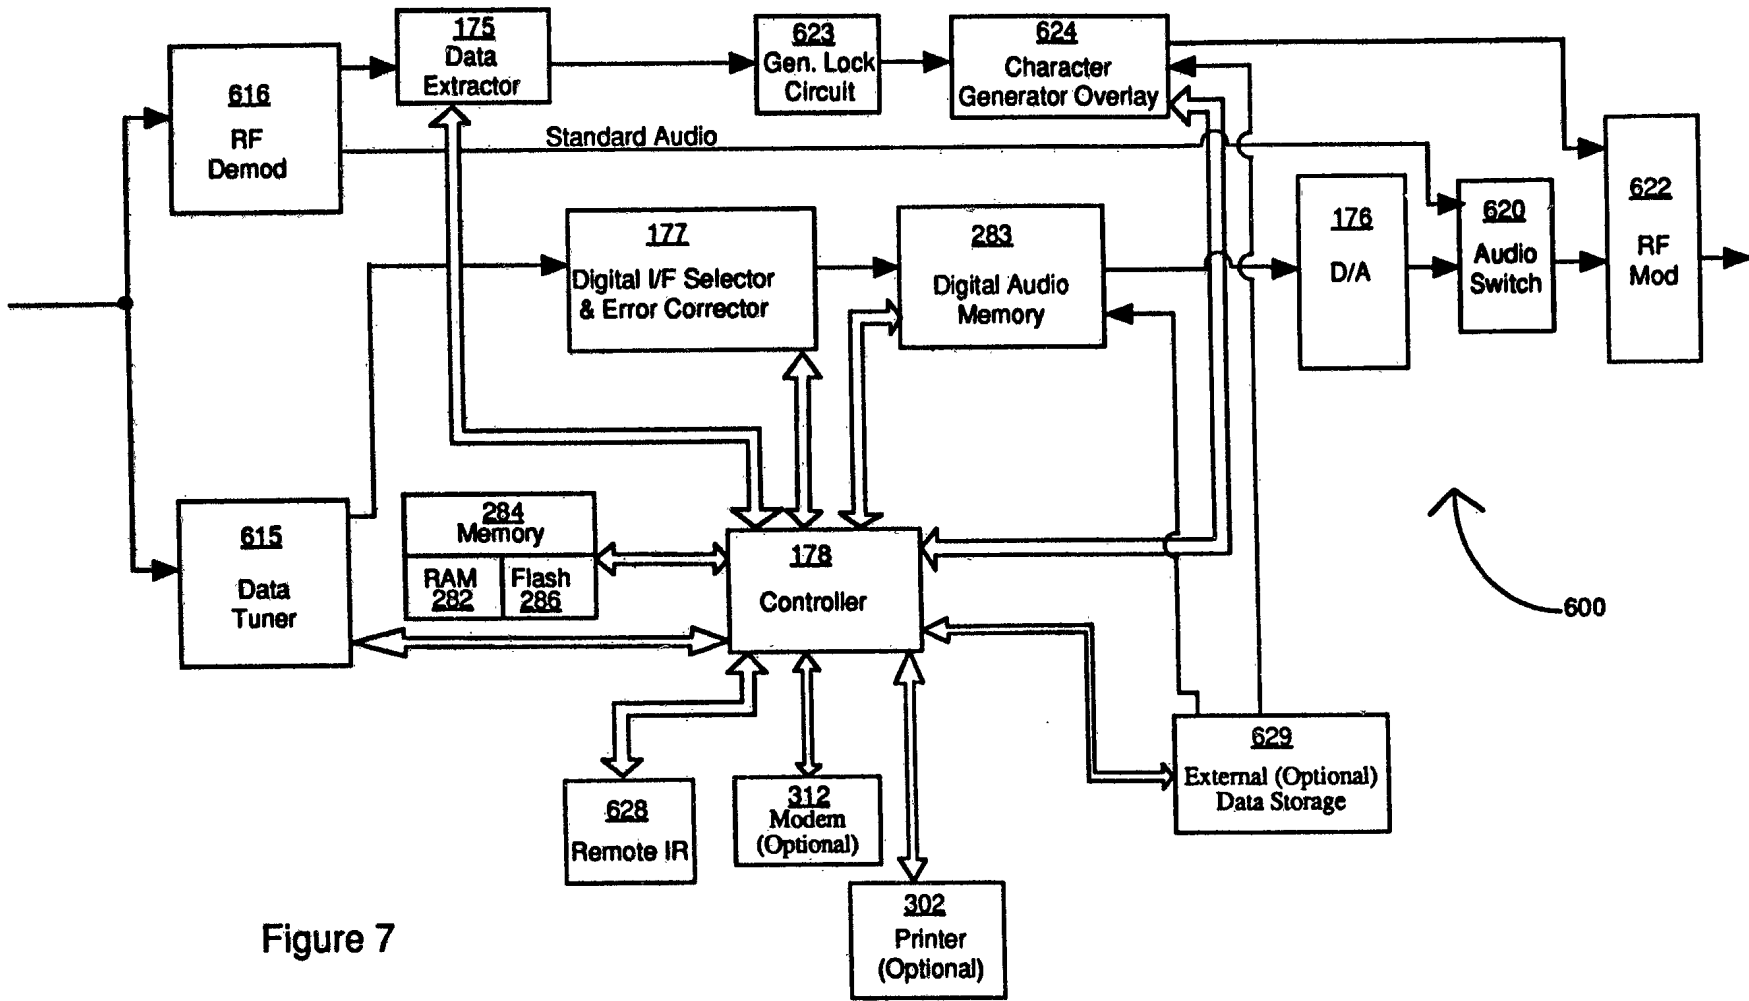 175
Data
Extractor
623
Gen. Lock
Circuit
624
Character
Generator Overlay
616
RF
Demod
Standard Audio
177
Digital I/F Selector
& Error Corrector
283
Digital Audio
Memory
176
D/A
620
Audio
Switch
622
RF
Mod
615
Data
Tuner
284
Memory
RAM
282
Flash
286
178
Controller
600
628
Remote IR
312
Modem
(Optional)
302
Printer
(Optional)
629
External (Optional)
Data Storage
Figure 7